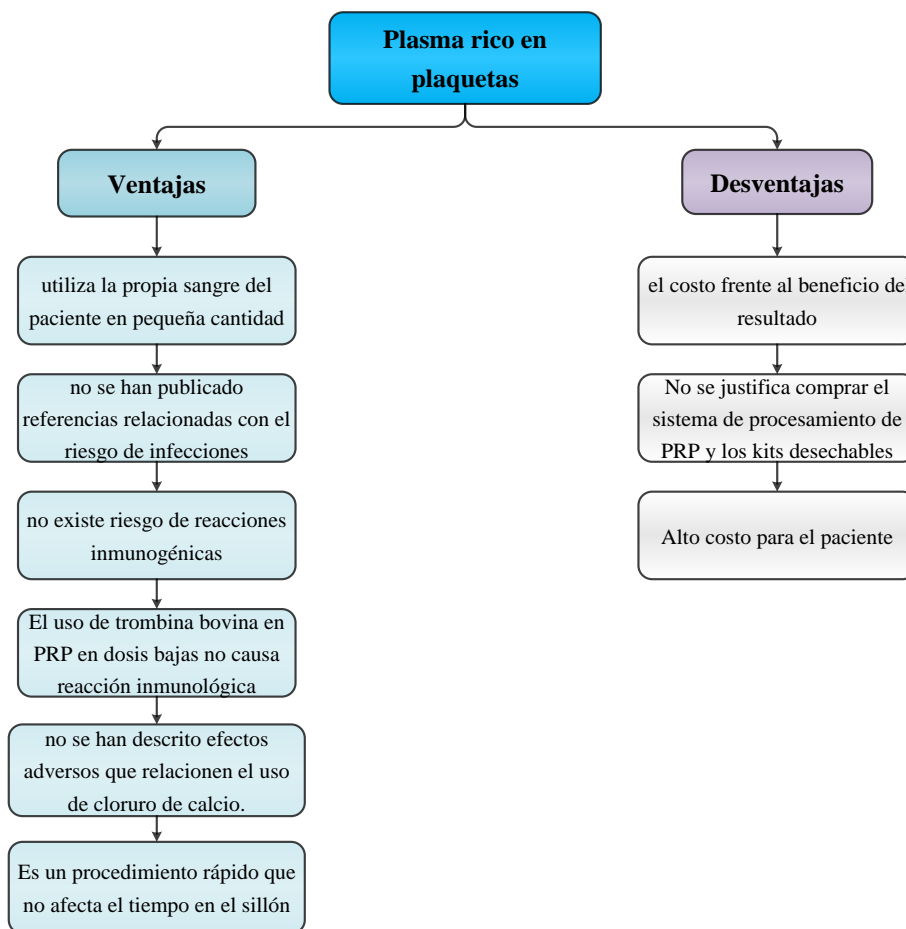 Plasma rico en
plaquetas
Ventajas
utiliza la propia sangre del
paciente en pequeña cantidad
no se han publicado
referencias relacionadas con el
riesgo de infecciones
no existe riesgo de reacciones
inmunogénicas
El uso de trombina bovina en
PRP en dosis bajas no causa
reacción inmunológica
no se han descrito efectos
adversos que relacionen el uso
de cloruro de calcio.
Es un procedimiento rápido que
no afecta el tiempo en el sillón
Desventajas
el costo frente al beneficio del
resultado
No se justifica comprar el
sistema de procesamiento de
PRP y los kits desechables
Alto costo para el paciente